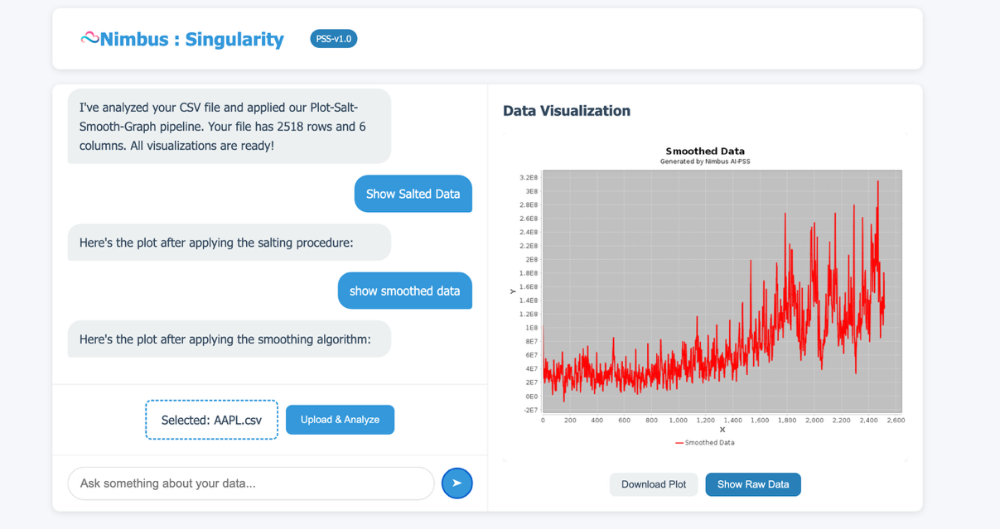 Nimbus : Singularity
PSS-v1.0
I've analyzed your CSV file and applied our Plot-Salt-
Smooth-Graph pipeline. Your file has 2518 rows and 6
columns. All visualizations are ready!
Show Salted Data
Here's the plot after applying the salting procedure:
show smoothed data
Here's the plot after applying the smoothing algorithm:
Selected: AAPL.csv
Upload & Analyze
Ask something about your data...
Data Visualization
Smoothed Data
Generated by Nimbus AI-PSS
3.2E8
3E8
2.8E8
2.6E8
2.4E8
2.2E8
2E8
1.8E8
1.6E8
1.4E8
1.2E8
1E8
8E7
6E7
4E7
2E7
0E0
-2E7
Y
0 200 400 600 800 1,000 1,200 1,400 1,600 1,800 2,000 2,200 2,400 2,600
X
Smoothed Data
Download Plot
Show Raw Data